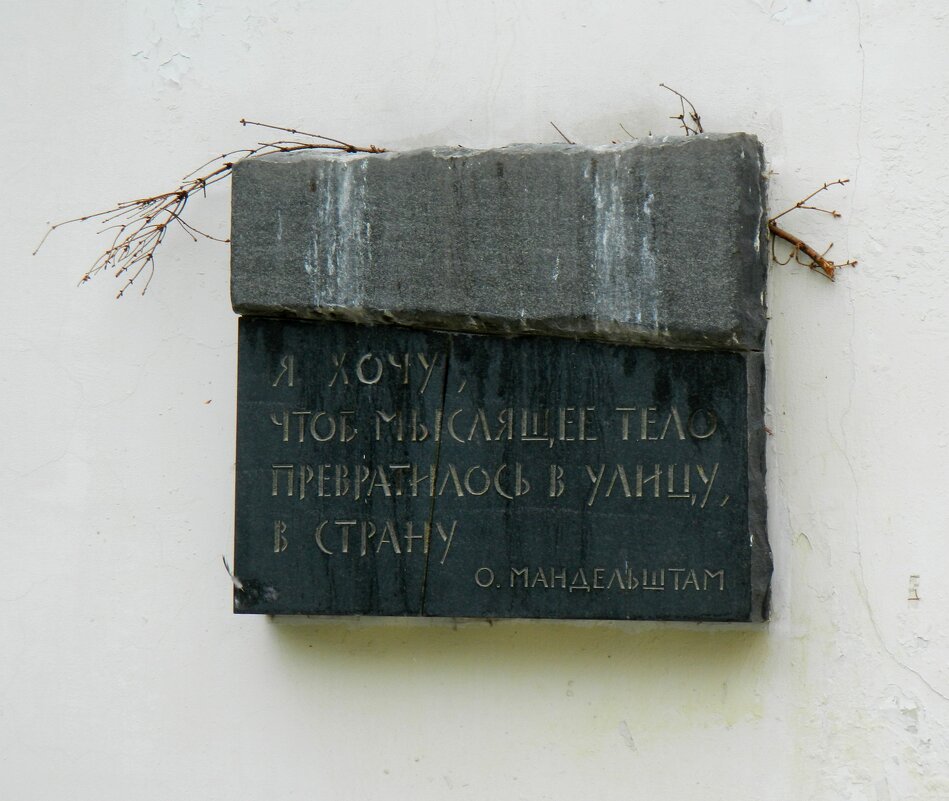 Я ХОЧУ,
ЧТОБ МЫСЛЯЩЕЕ ТЕЛО
ПРЕВРАТИЛОСЬ В УЛИЦУ,
В СТРАНУ
О. МАНДЕЛЬШТАМ